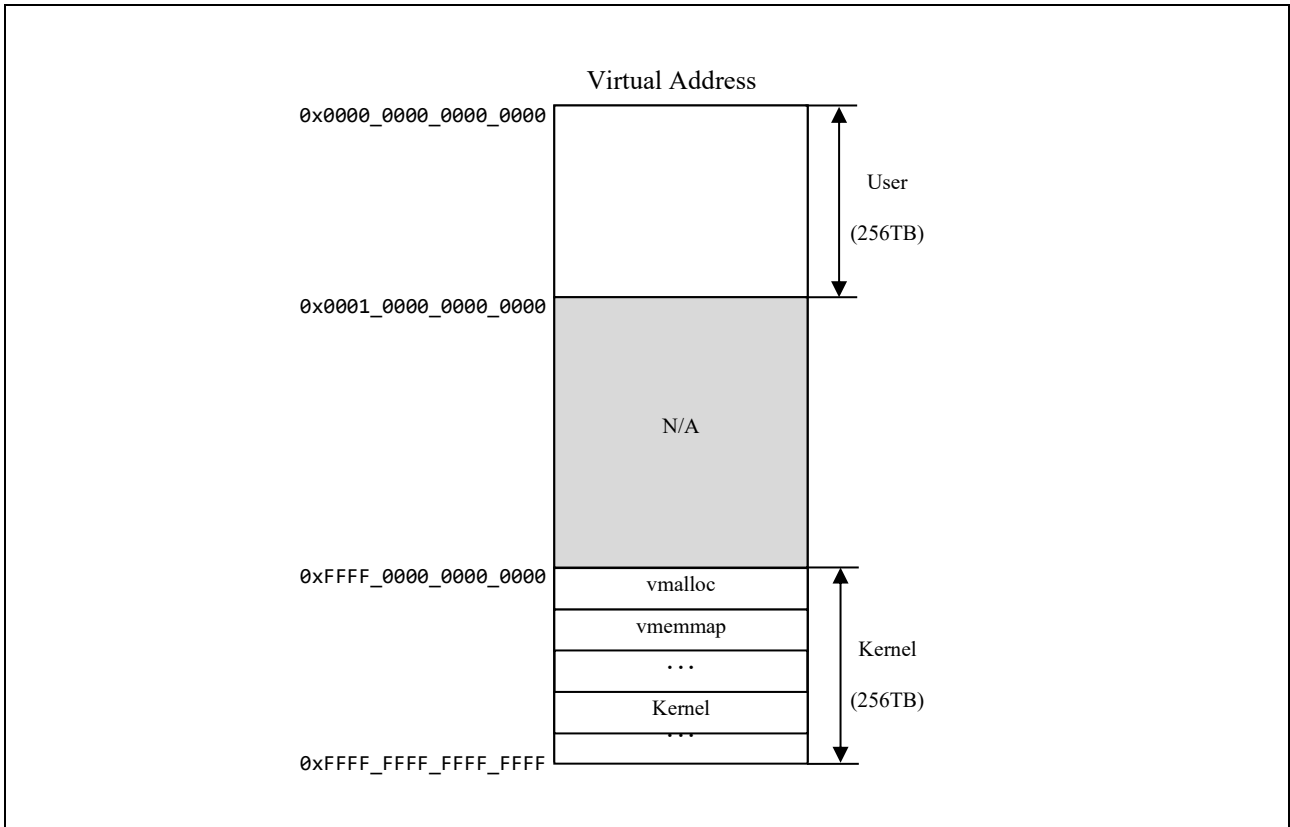 Virtual Address
0x0000_0000_0000_0000
User
(256TB)
0x0001_0000_0000_0000
N/A
0xFFFF_0000_0000_0000
vmalloc
vmemmap
...
Kernel
(256TB)
Kernel
...
0xFFFF_FFFF_FFFF_FFFF